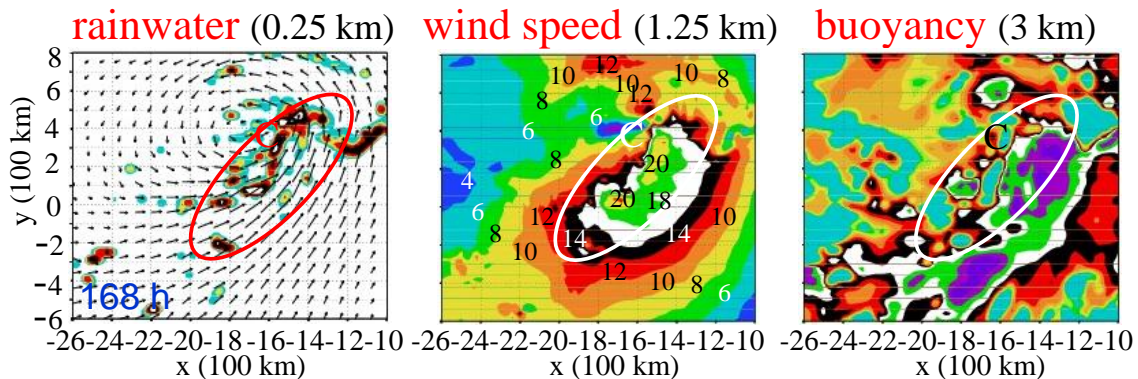 rainwater (0.25 km) wind speed (1.25 km) buoyancy (3 km)
8
6
4
2
0
−2
−4
−6
y (100 km)
C
168 h
-26-24 -22 -20 -18 -16 -14 -12 -10
x (100 km)
10 12 10 10 8
8 12
6 6 C
8 20
4
6 12 20 18 10
8 14 14
10 12 10 8
6
-26-24 -22 -20 -18 -16 -14 -12 -10
x (100 km)
C
-26-24 -22 -20 -18 -16 -14 -12 -10
x (100 km)